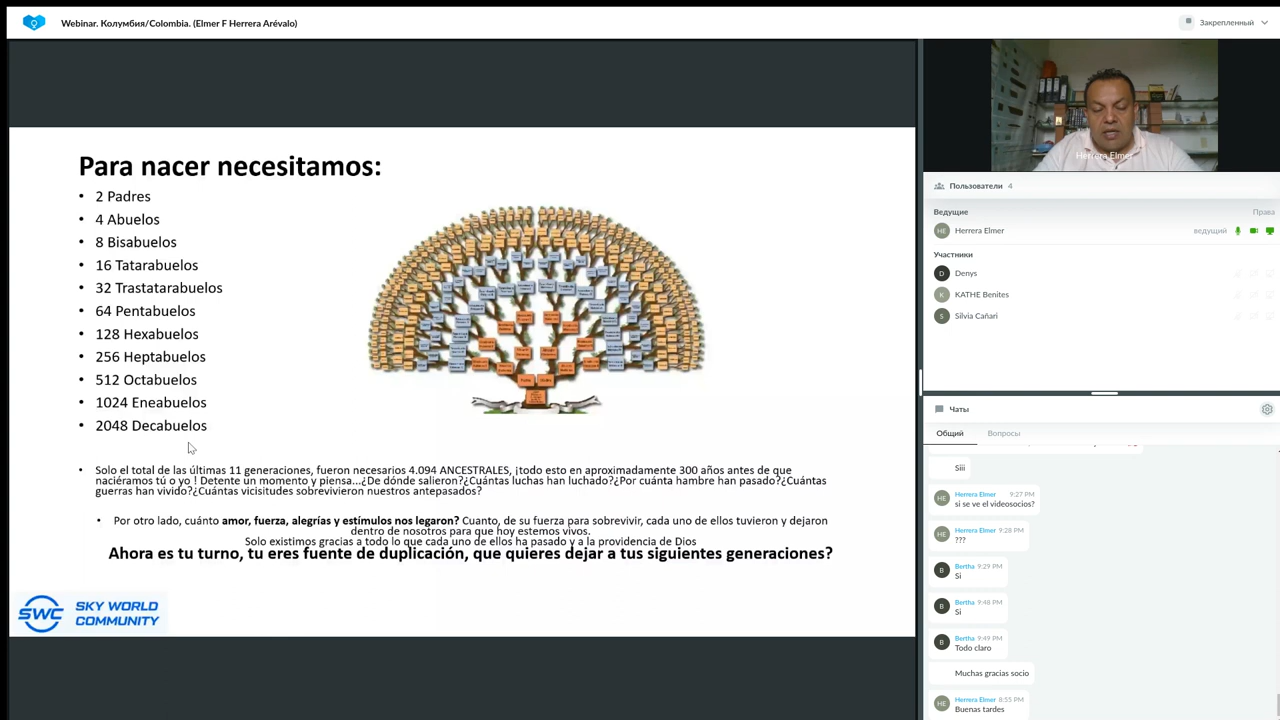 Webinar. Колумбия/Colombia. (Elmer F Herrera Arévalo)
Закрепленный
Para nacer necesitamos:
• 2 Padres
• 4 Abuelos
• 8 Bisabuelos
• 16 Tatarabuelos
• 32 Trastatarabuelos
• 64 Pentabuelos
• 128 Hexabuelos
• 256 Heptabuelos
• 512 Octabuelos
• 1024 Eneabuelos
• 2048 Decabuelos
• Solo el total de las últimas 11 generaciones, fueron necesarios 4.094 ANCESTRALES, ¡todo esto en aproximadamente 300 años antes de que
naciéramos tú o yo ! Detente un momento y piensa...¿De dónde salieron?¿Cuántas luchas han luchado?¿Por cuánta hambre han pasado?¿Cuántas
guerras han vivido?¿Cuántas vicisitudes sobrevivieron nuestros antepasados?
• Por otro lado, cuánto amor, fuerza, alegrías y estímulos nos legaron? Cuanto, de su fuerza para sobrevivir, cada uno de ellos tuvieron y dejaron
dentro de nosotros para que hoy estemos vivos.
Solo existimos gracias a todo lo que cada uno de ellos ha pasado y a la providencia de Dios
Ahora es tu turno, tu eres fuente de duplicación, que quieres dejar a tus siguientes generaciones?
SWC SKY WORLD
COMMUNITY
Herrera Elmer
Пользователи 4
Ведущие Права
HE Herrera Elmer ведущий
Участники
D Denys
K KATHE Benites
S Silvia Cañari
Чаты
Общий Вопросы
Siii
HE Herrera Elmer 9:27 PM
si se ve el videosocios?
HE Herrera Elmer 9:28 PM
???
B Bertha 9:29 PM
Si
B Bertha 9:48 PM
Si
B Bertha 9:49 PM
Todo claro
Muchas gracias socio
HE Herrera Elmer 8:55 PM
Buenas tardes